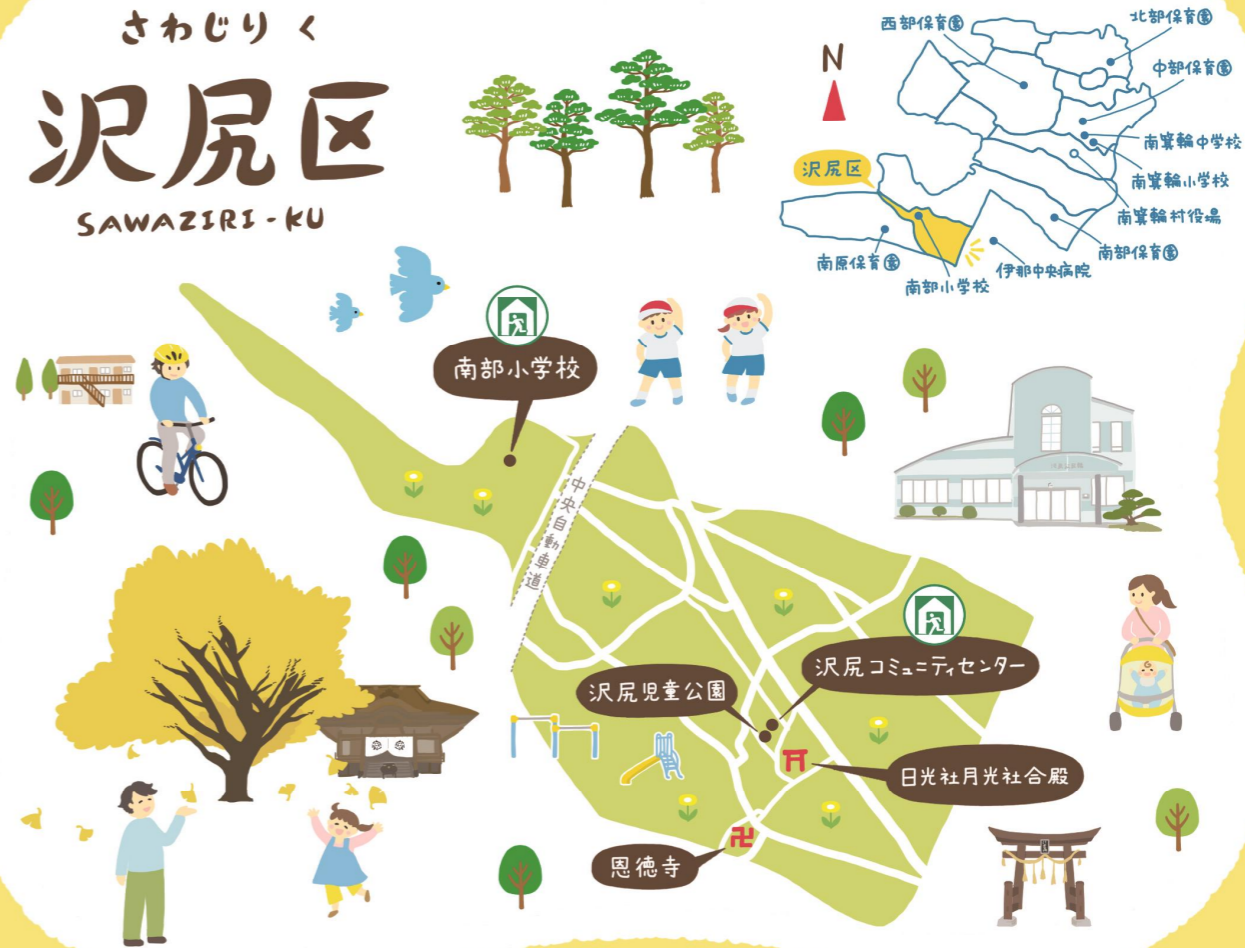 さわじりく
沢尻区
SAWAZIRI-KU
N
西部保育園
北部保育園
中部保育園
南箕輪中学校
南箕輪小学校
南箕輪村役場
南部保育園
伊那中央病院
南部小学校
南原保育園
沢尻区
南部小学校
中央自動車道
沢尻コミュニティセンター
沢尻児童公園
日光社月光社合殿
恩徳寺